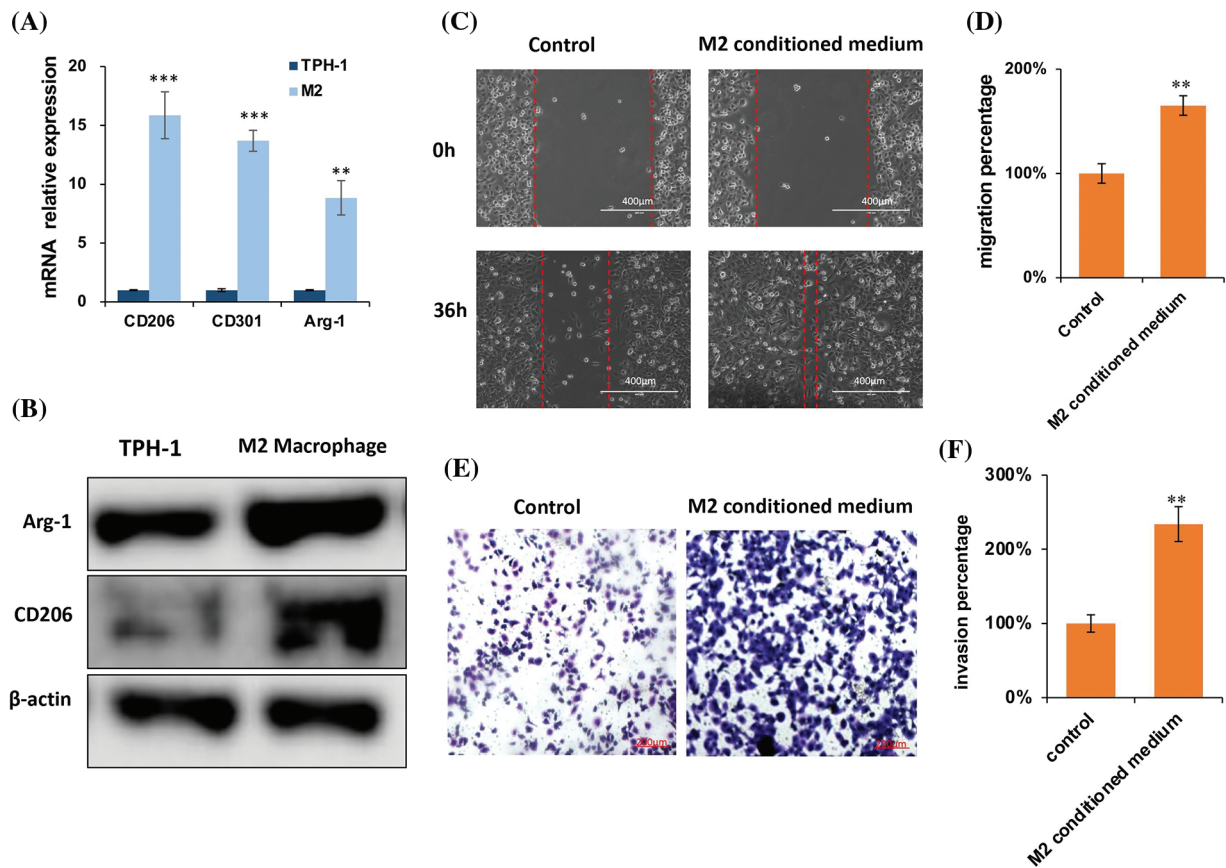 (A)
mRNA relative expression
20
15
10
5
0
TPH-1
M2
***
***
**
CD206
CD301
Arg-1
(B)
TPH-1
M2 Macrophage
Arg-1
CD206
β-actin
(C)
Control
M2 conditioned medium
0h
400μm
400μm
36h
400μm
400μm
(D)
migration percentage
200%
100%
0%
**
Control
M2 conditioned medium
(E)
Control
M2 conditioned medium
(F)
invasion percentage
300%
200%
100%
0%
**
control
M2 conditioned medium